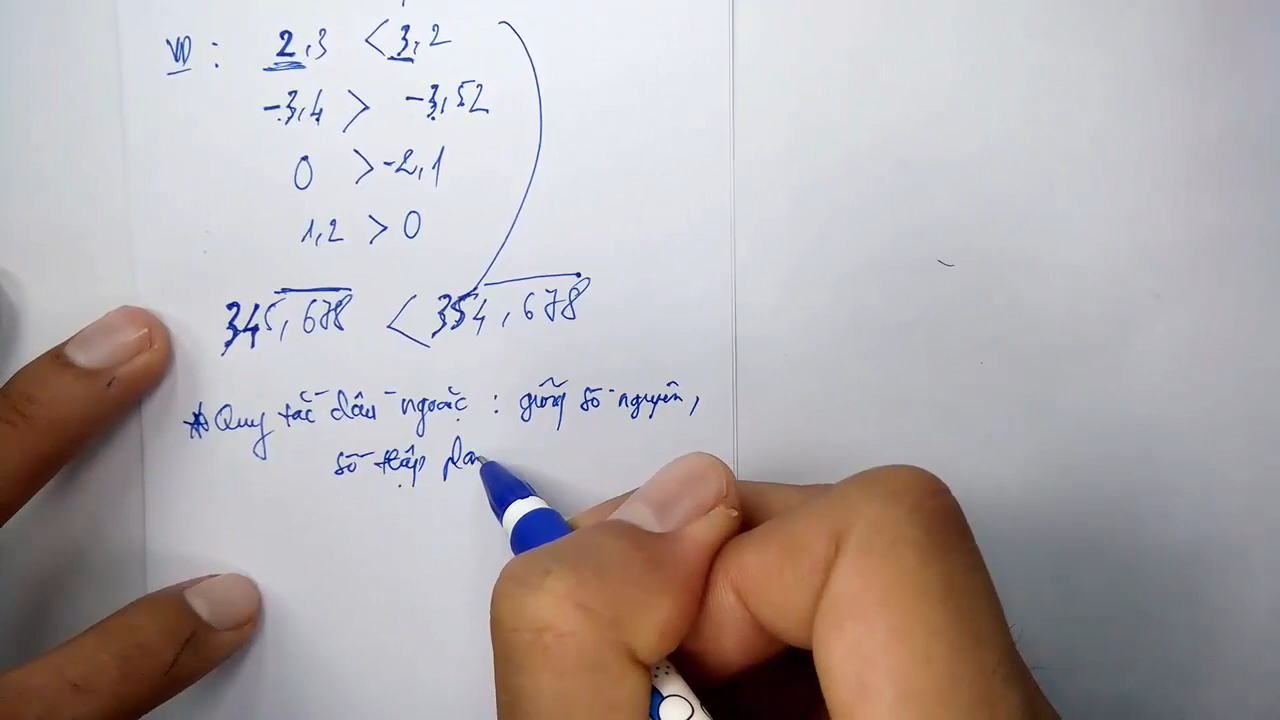 VD : 2,3 < 3,2
-3,4 > -3,52
0 > -2,1
1,2 > 0
345,678 < 354,678
* Quy tắc dấu ngoặc : giống số nguyên,
số thập